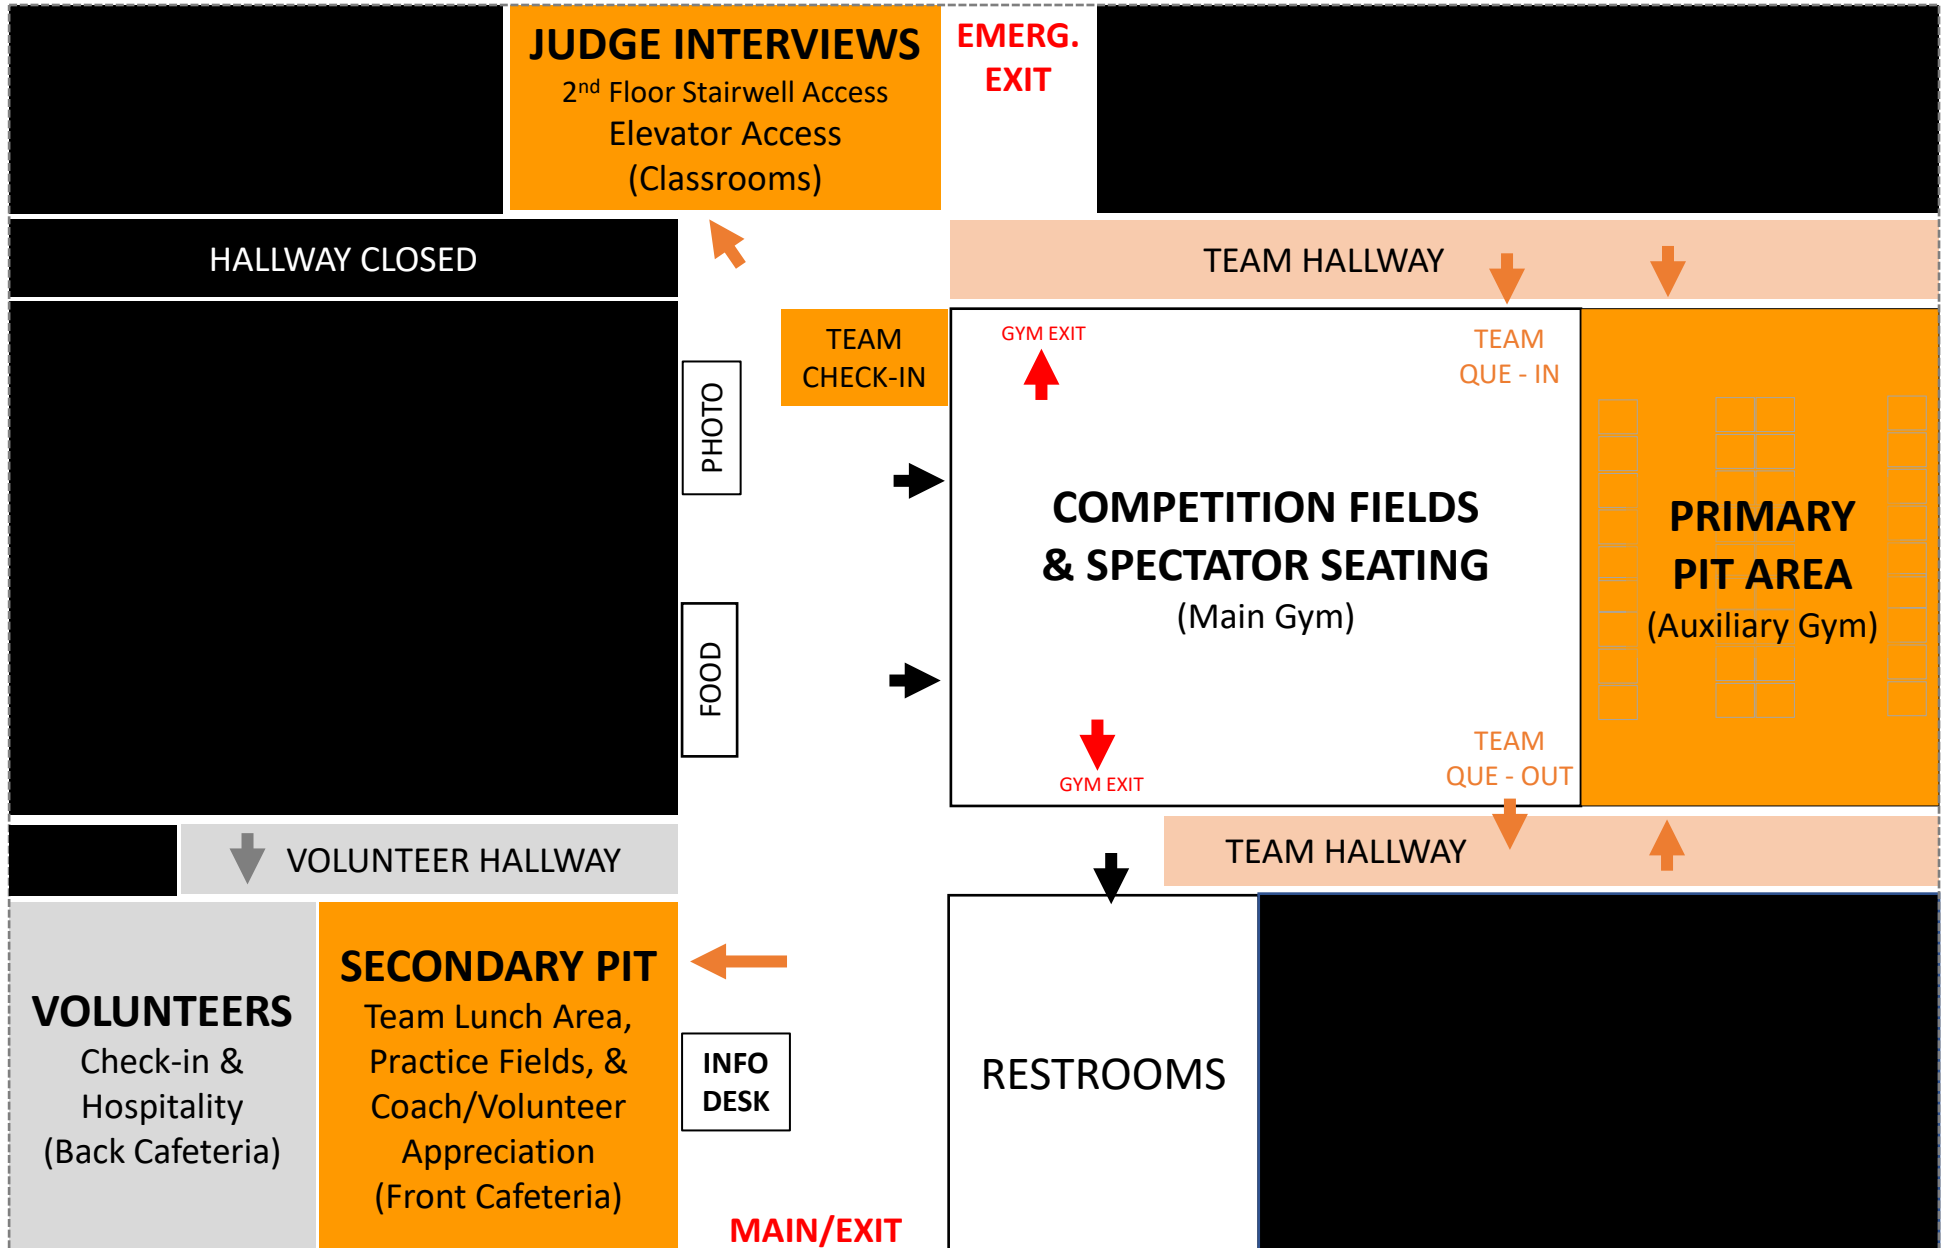 JUDGE INTERVIEWS
2nd Floor Stairwell Access
Elevator Access
(Classrooms)
EMERG.
EXIT
HALLWAY CLOSED
TEAM HALLWAY
TEAM
CHECK-IN
GYM EXIT
TEAM
QUE - IN
PHOTO
COMPETITION FIELDS
& SPECTATOR SEATING
(Main Gym)
PRIMARY
PIT AREA
(Auxiliary Gym)
FOOD
TEAM
QUE - OUT
GYM EXIT
VOLUNTEER HALLWAY
TEAM HALLWAY
VOLUNTEERS
Check-in &
Hospitality
(Back Cafeteria)
SECONDARY PIT
Team Lunch Area,
Practice Fields, &
Coach/Volunteer
Appreciation
(Front Cafeteria)
INFO
DESK
RESTROOMS
MAIN/EXIT